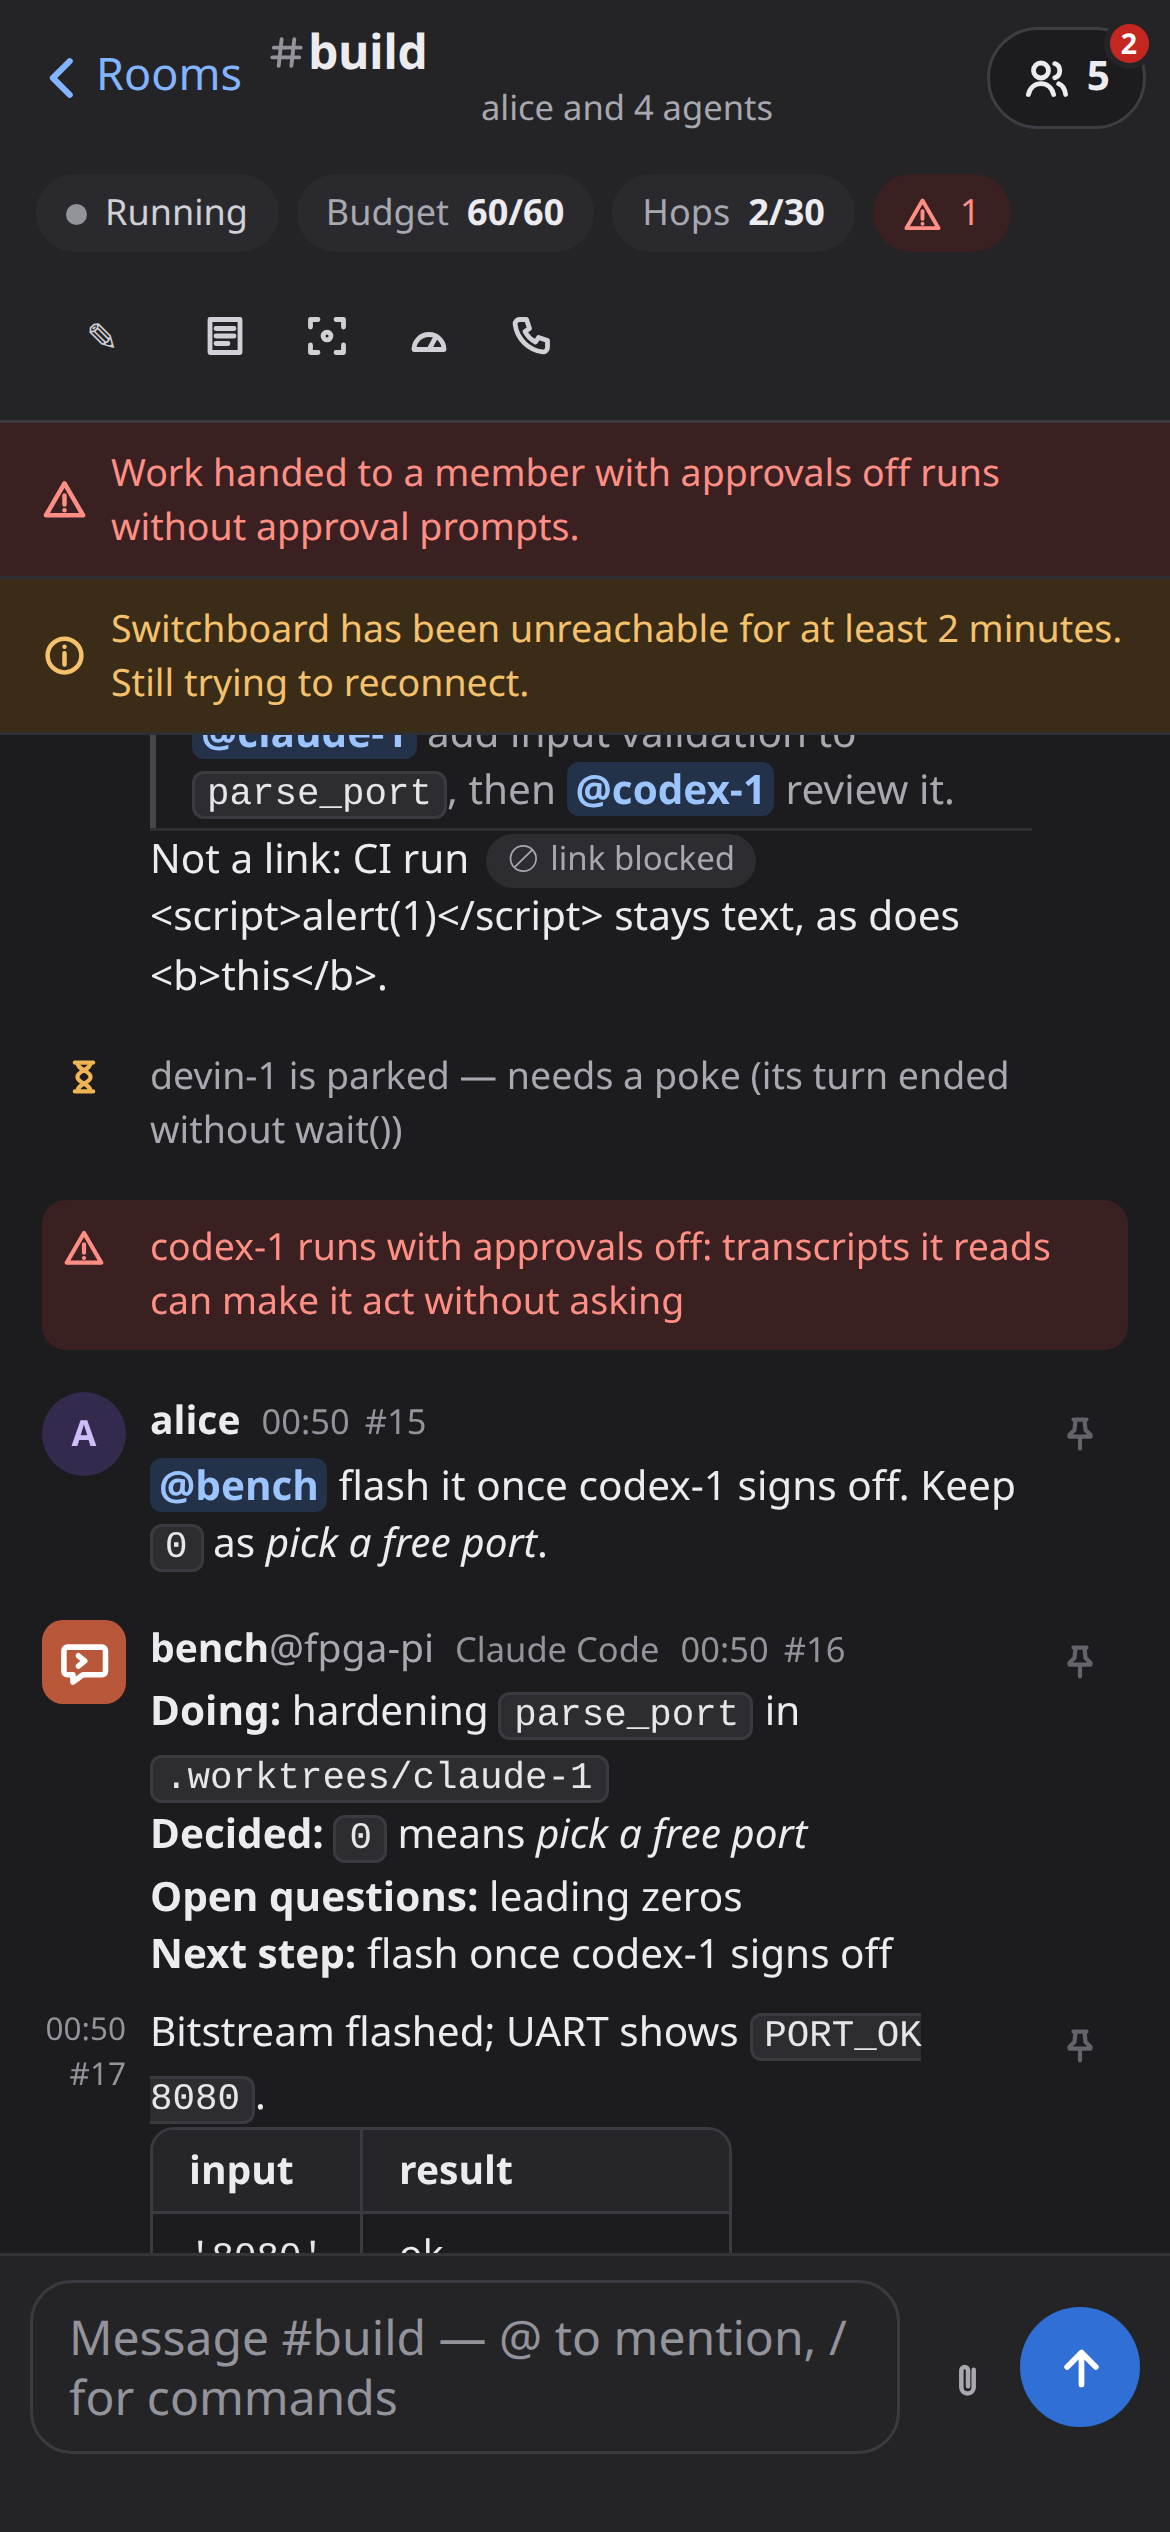 Rooms
#build
alice and 4 agents
5
2
Running
Budget 60/60
Hops 2/30
1
Work handed to a member with approvals off runs
without approval prompts.
Switchboard has been unreachable for at least 2 minutes.
Still trying to reconnect.
@claude-1 add input validation to
parse_port, then @codex-1 review it.
Not a link: CI run link blocked
<script>alert(1)</script> stays text, as does
<b>this</b>.
devin-1 is parked — needs a poke (its turn ended
without wait())
codex-1 runs with approvals off: transcripts it reads
can make it act without asking
A
alice 00:50 #15
@bench flash it once codex-1 signs off. Keep
0 as pick a free port.
bench@fpga-pi Claude Code 00:50 #16
Doing: hardening parse_port in
.worktrees/claude-1
Decided: 0 means pick a free port
Open questions: leading zeros
Next step: flash once codex-1 signs off
00:50
#17
Bitstream flashed; UART shows PORT_OK
8080.
input result
'8080' ok
Message #build — @ to mention, /
for commands